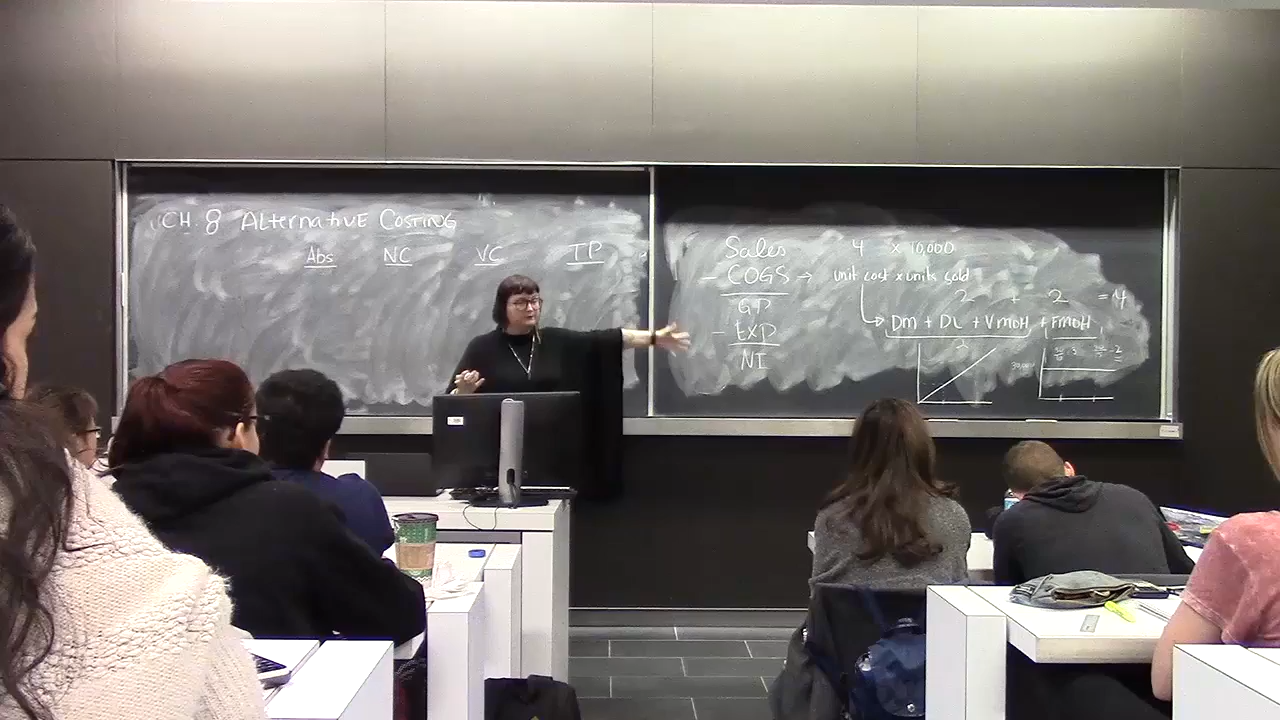 CH. 8 Alternative Costing
Abs NC VC TP
Sales 4 x 10,000
- COGS → unit cost x units sold
GP
2 + 2 = 4
- EXP
DM + DL + VMOH + FMOH
NI
2